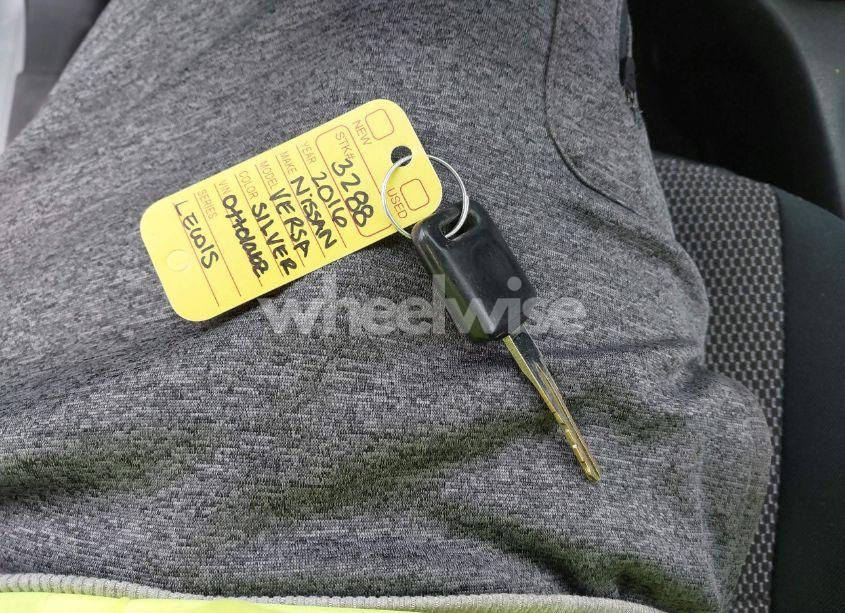 NEW
USED
STK# 3288
YEAR 2016
MAKE NISSAN
MODEL VERSA
COLOR SILVER
VIN
SERIES LEWIS
wheelwise